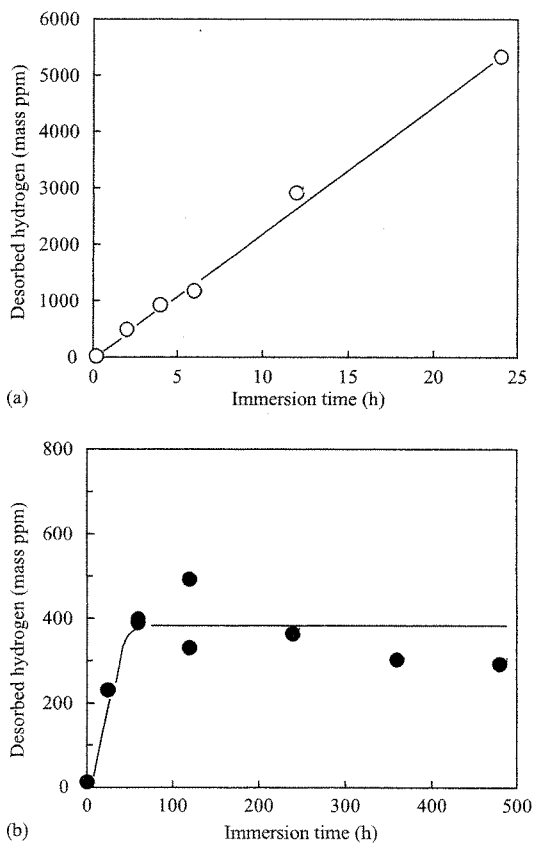 6000
5000
4000
3000
2000
1000
0
Desorbed hydrogen (mass ppm)
0 5 10 15 20 25
(a)
Immersion time (h)
800
600
400
200
0
Desorbed hydrogen (mass ppm)
0 100 200 300 400 500
(b)
Immersion time (h)